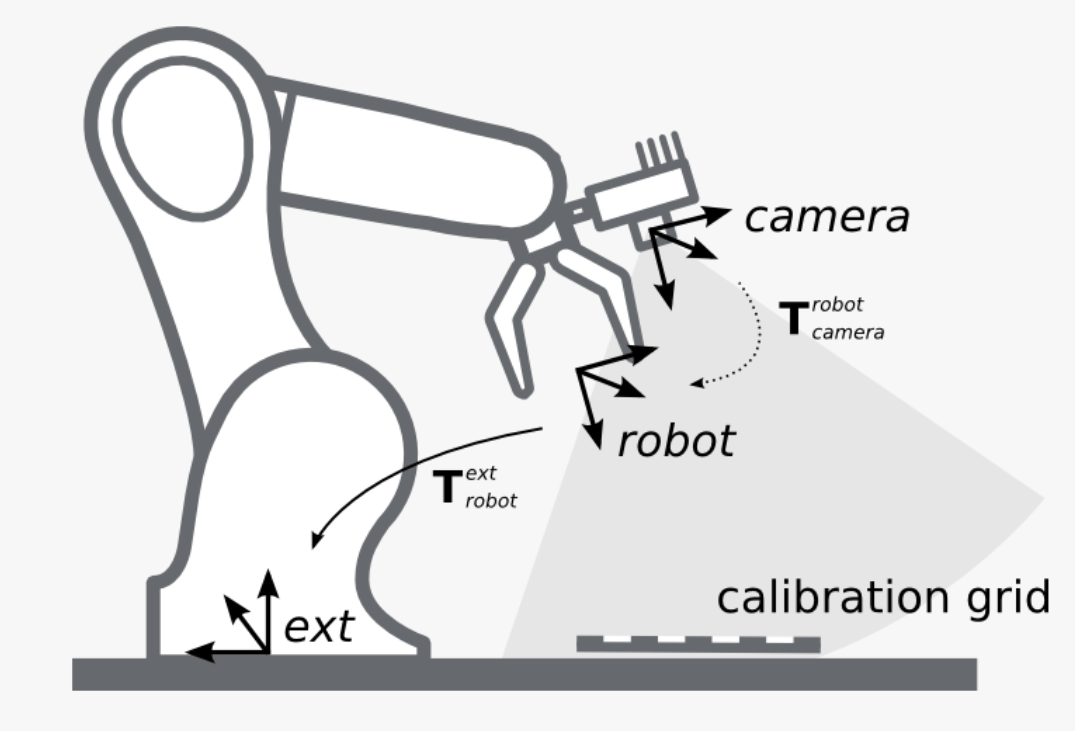 camera
T robot camera
robot
T ext robot
calibration grid
ext